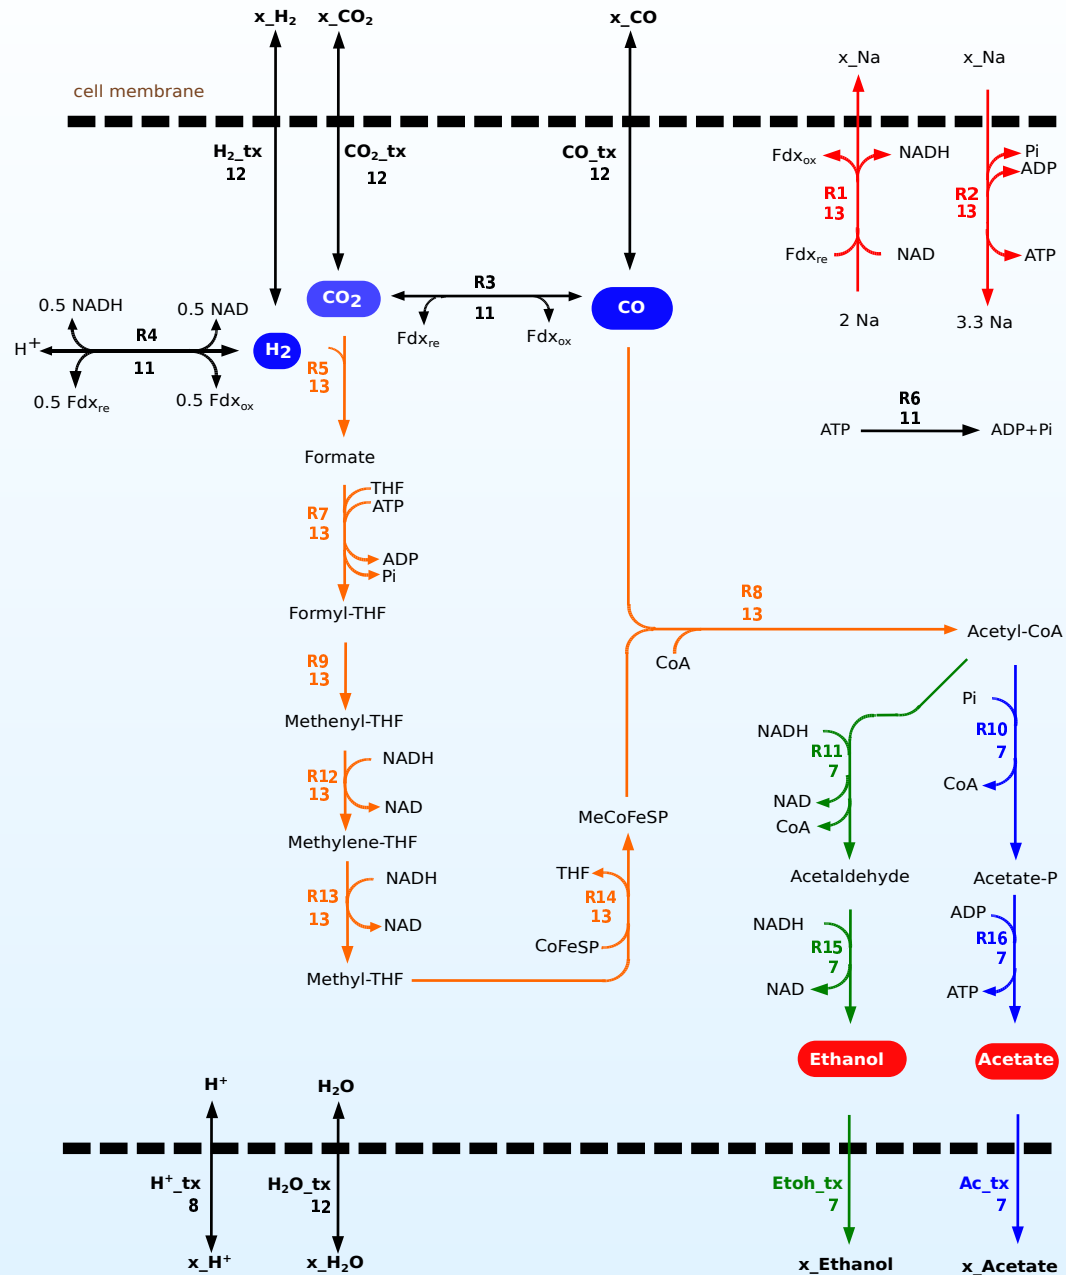 x_H₂ x_CO₂ x_CO
x_Na x_Na
cell membrane
H₂_tx
12
CO₂_tx
12
CO_tx
12
Fdxₒₓ NADH
R1
13
Fdxᵣₑ NAD
2 Na
Pi
ADP
R2
13
ATP
3.3 Na
CO₂
R3
11
Fdxᵣₑ Fdxₒₓ
CO
0.5 NADH 0.5 NAD
H⁺
R4
11
H₂
0.5 Fdxᵣₑ 0.5 Fdxₒₓ
R5
13
R6
11
ATP ADP+Pi
Formate
THF
ATP
R7
13
ADP
Pi
Formyl-THF
R8
13
CoA
Acetyl-CoA
R9
13
Methenyl-THF
NADH
R12
13
NAD
Methylene-THF
NADH
R13
13
NAD
Methyl-THF
MeCoFeSP
THF
R14
13
CoFeSP
NADH
R11
7
NAD
CoA
Acetaldehyde
Pi
R10
7
CoA
Acetate-P
NADH
R15
7
NAD
ADP
R16
7
ATP
Ethanol Acetate
H⁺ H₂O
H⁺_tx
8
H₂O_tx
12
Etoh_tx
7
Ac_tx
7
x_H⁺ x_H₂O x_Ethanol x_Acetate